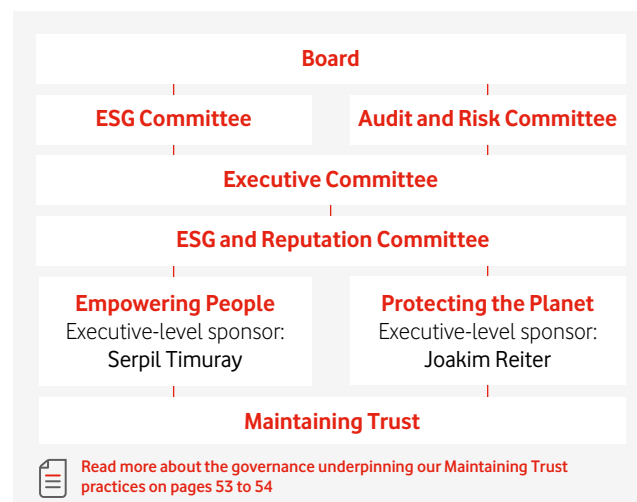 Board
ESG Committee
Audit and Risk Committee
Executive Committee
ESG and Reputation Committee
Empowering People
Executive-level sponsor:
Serpil Timuray
Protecting the Planet
Executive-level sponsor:
Joakim Reiter
Maintaining Trust
Read more about the governance underpinning our Maintaining Trust
practices on pages 53 to 54